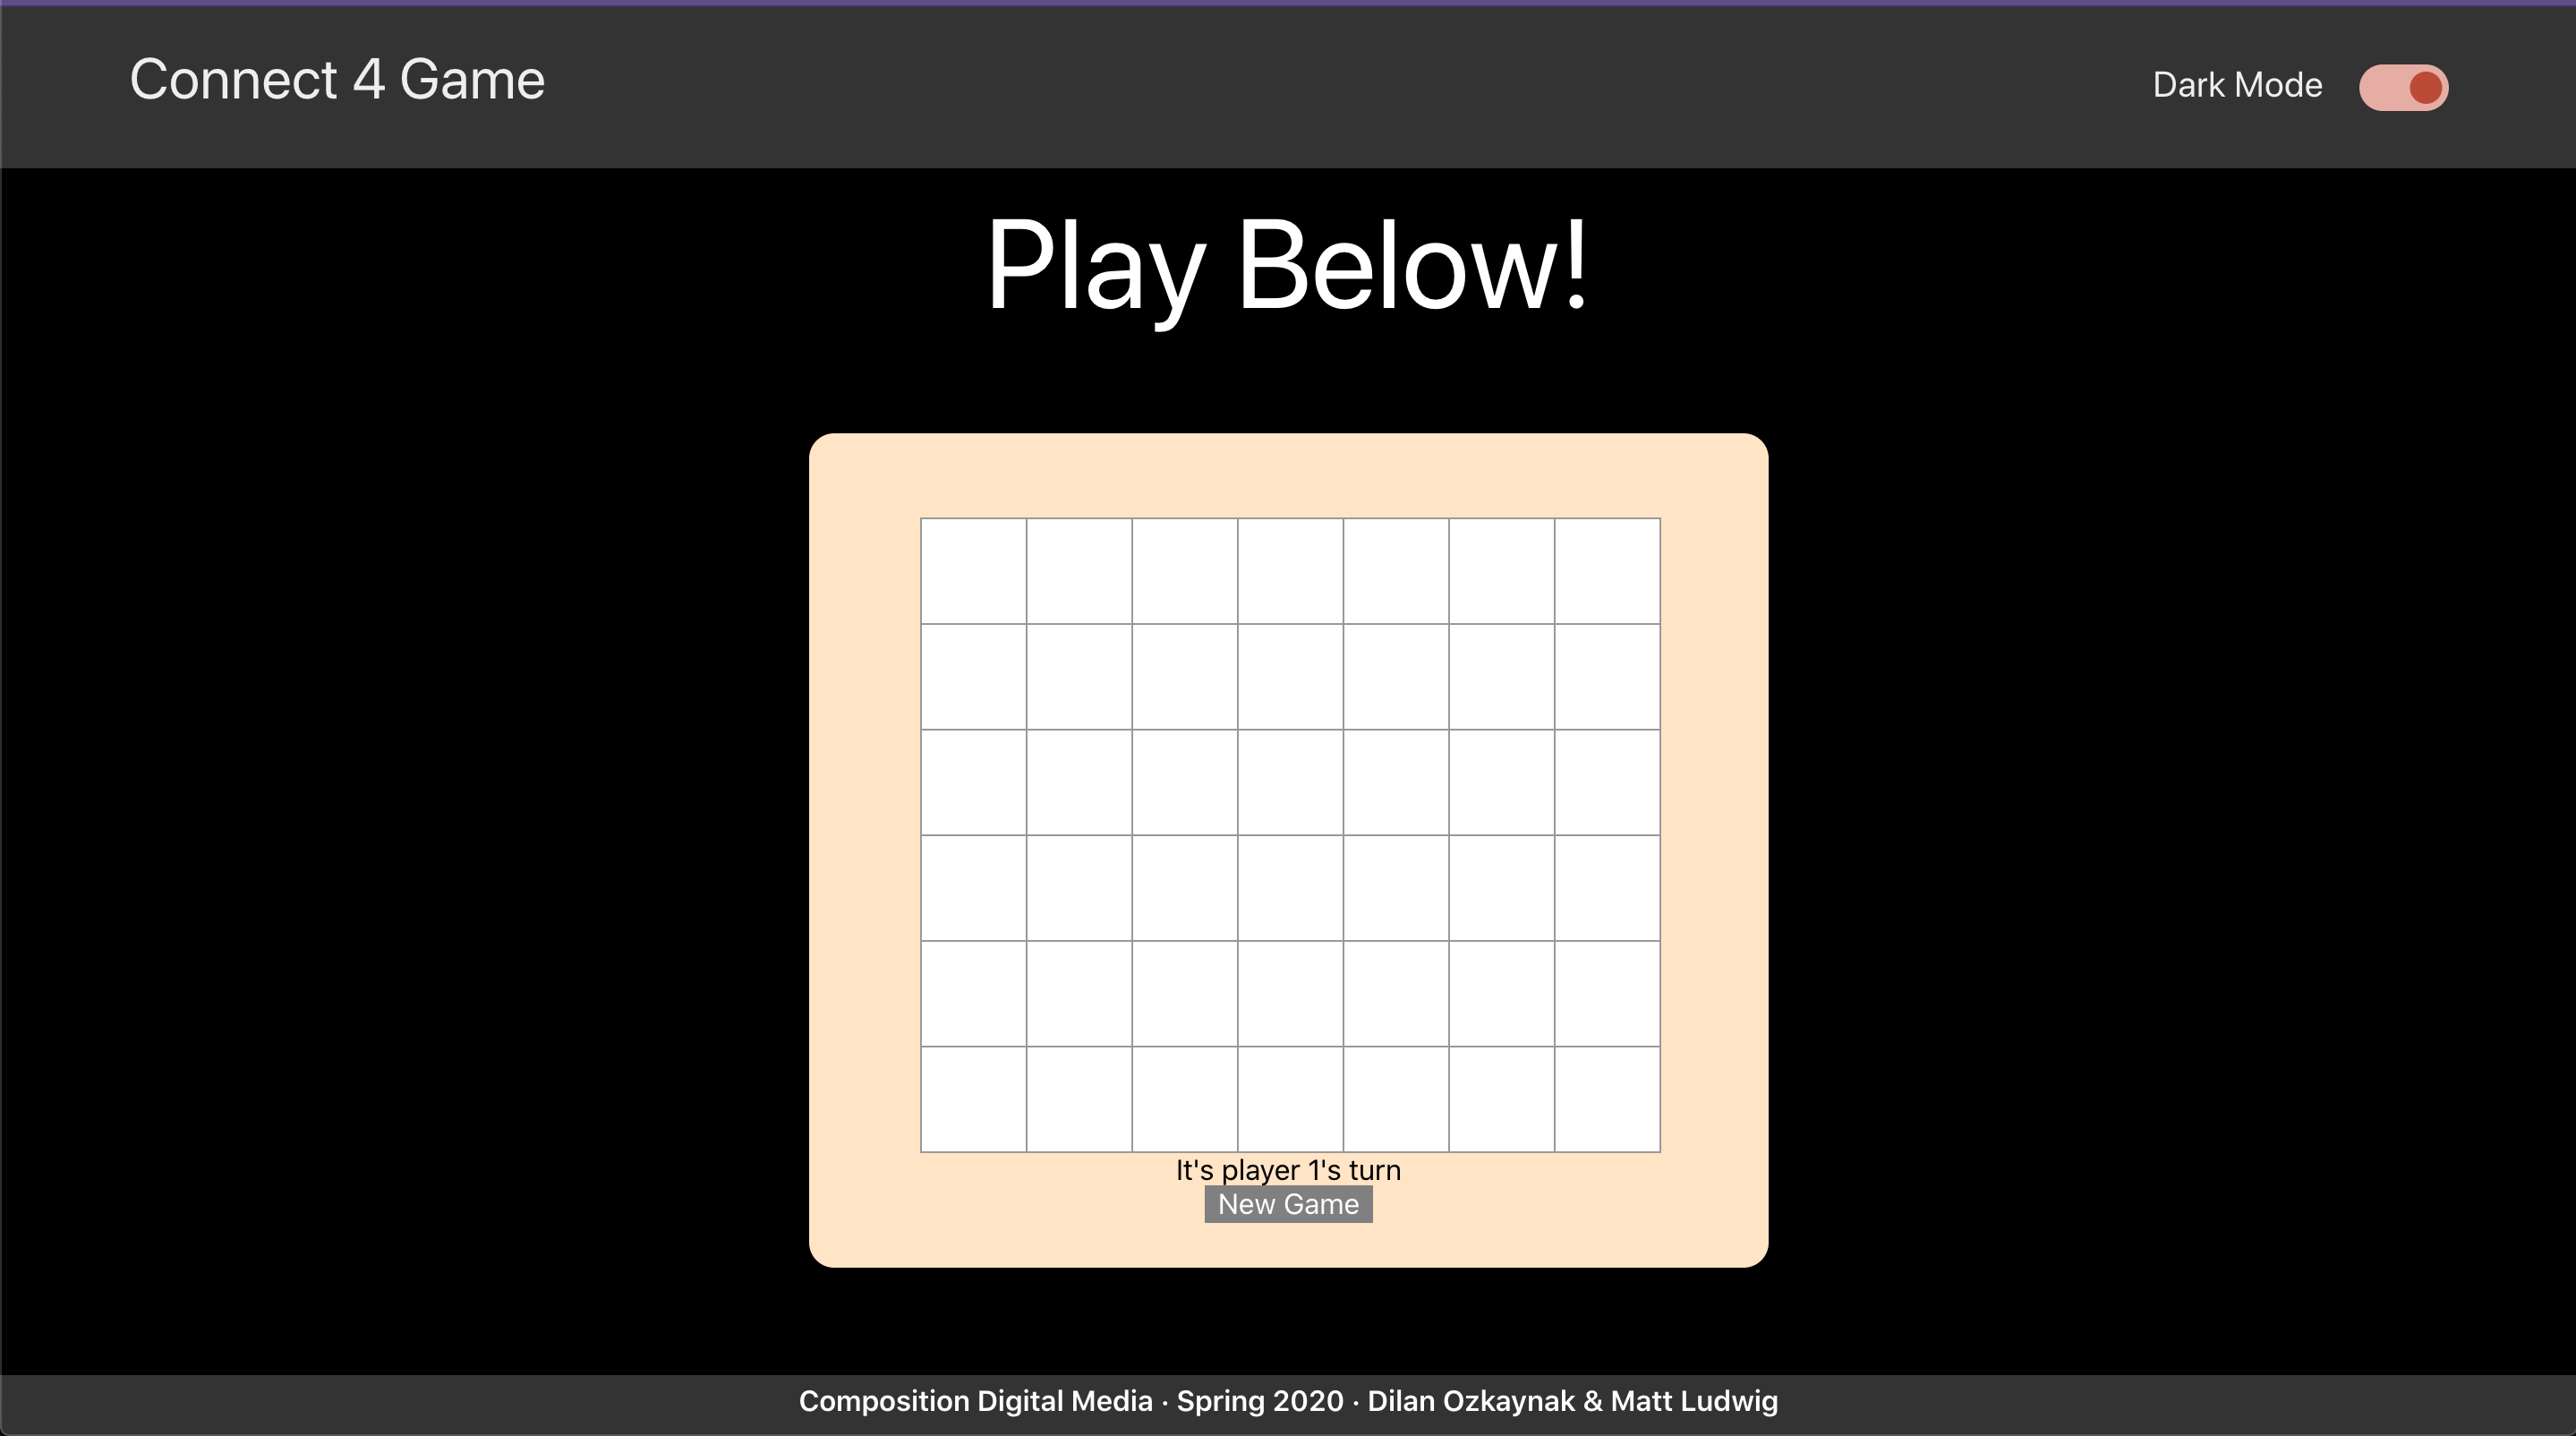 Connect 4 Game
Dark Mode
Play Below!
It's player 1's turn
New Game
Composition Digital Media · Spring 2020 · Dilan Ozkaynak & Matt Ludwig